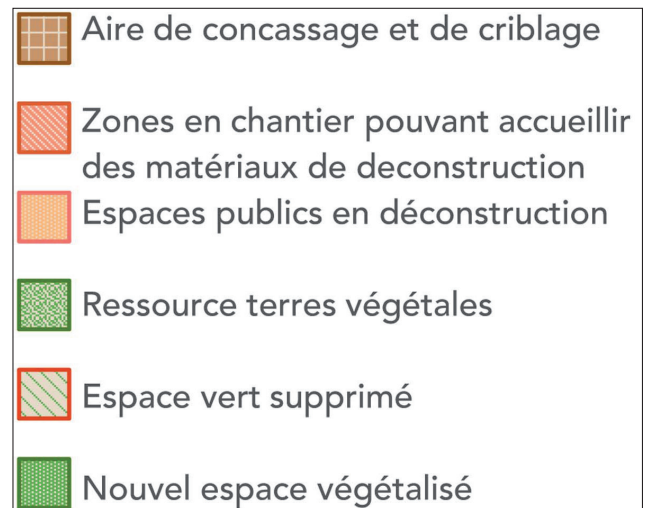 Aire de concassage et de criblage
Zones en chantier pouvant accueillir
des matériaux de deconstruction
Espaces publics en déconstruction
Ressource terres végétales
Espace vert supprimé
Nouvel espace végétalisé